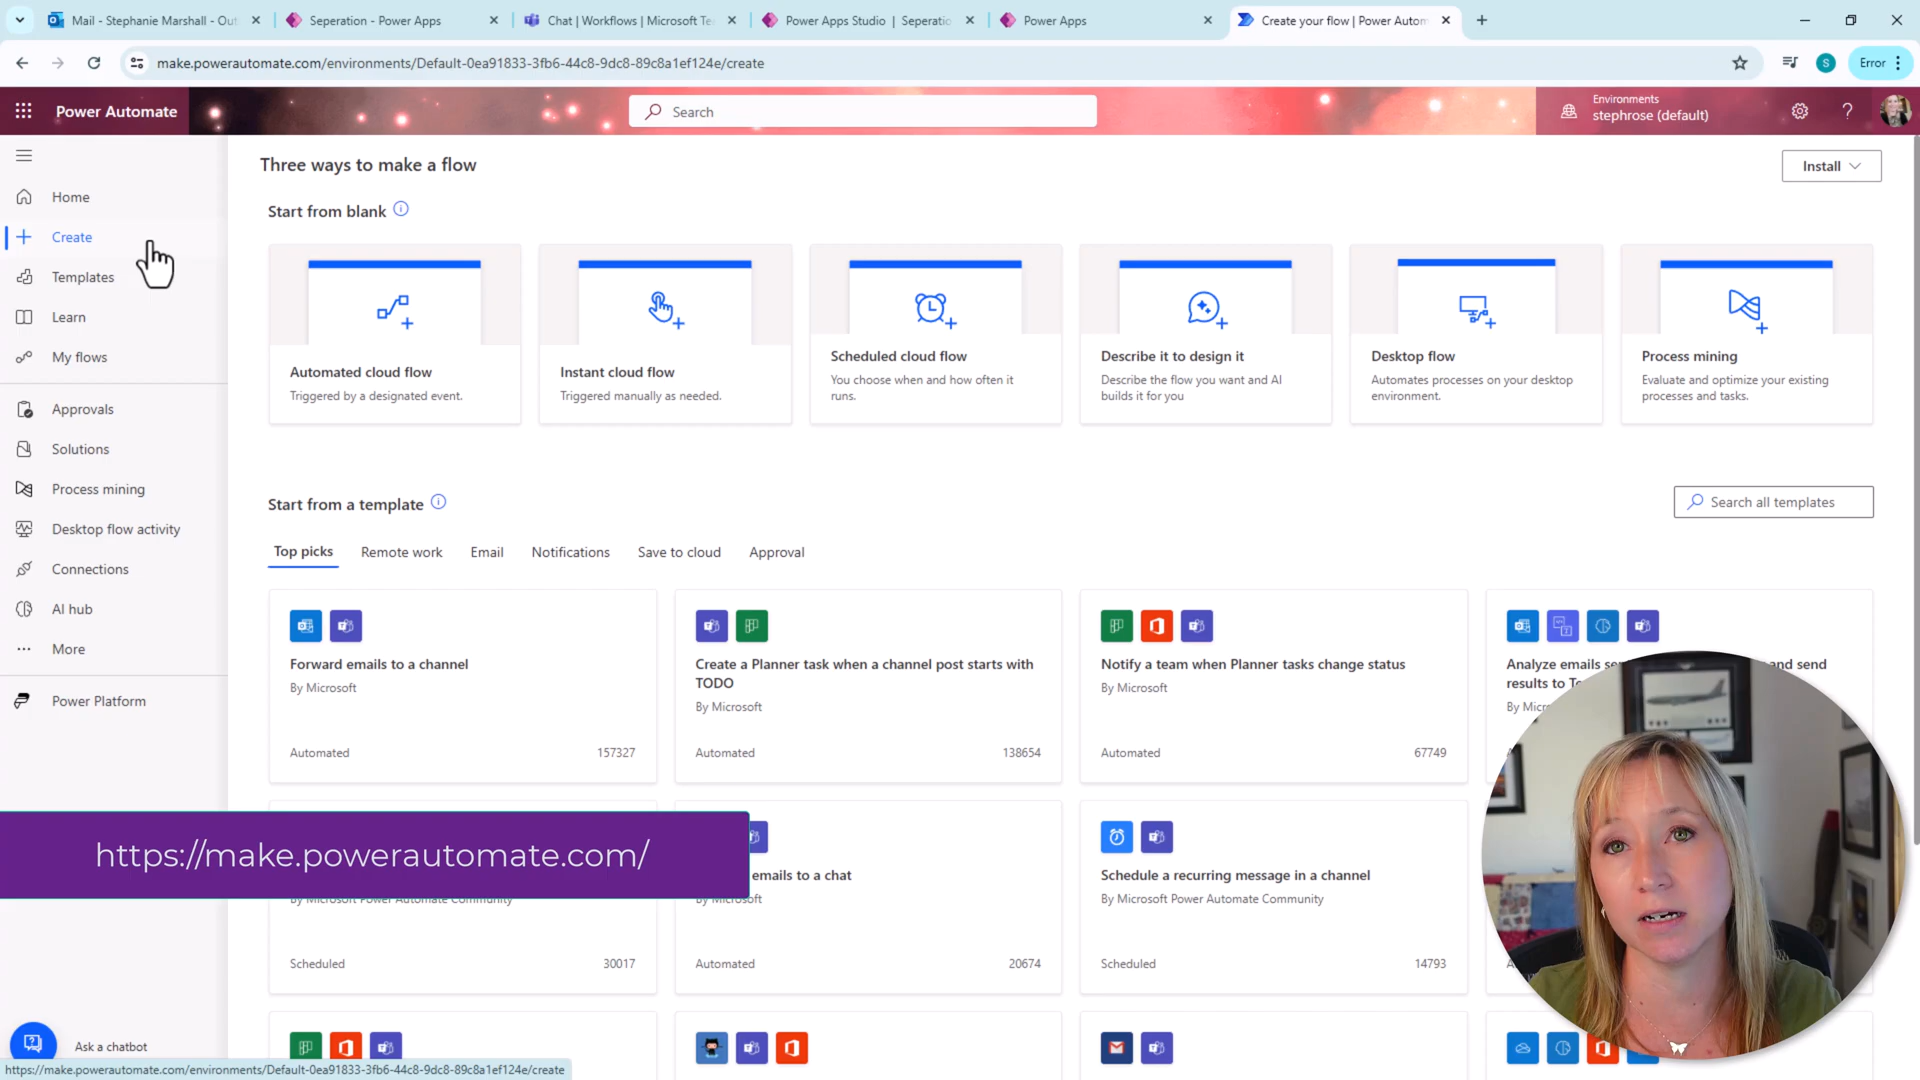 Mail - Stephanie Marshall - Out
Seperation - Power Apps
Chat | Workflows | Microsoft Te
Power Apps Studio | Seperatio
Power Apps
Create your flow | Power Autom
make.powerautomate.com/environments/Default-0ea91833-3fb6-44c8-9dc8-89c8a1ef124e/create
S
Error
Power Automate
Search
Environments
stephrose (default)
Three ways to make a flow
Install
Home
Create
Templates
Learn
My flows
Approvals
Solutions
Process mining
Desktop flow activity
Connections
AI hub
More
Power Platform
Start from blank
Automated cloud flow
Triggered by a designated event.
Instant cloud flow
Triggered manually as needed.
Scheduled cloud flow
You choose when and how often it
runs.
Describe it to design it
Describe the flow you want and AI
builds it for you
Desktop flow
Automates processes on your desktop
environment.
Process mining
Evaluate and optimize your existing
processes and tasks.
Start from a template
Search all templates
Top picks
Remote work
Email
Notifications
Save to cloud
Approval
Forward emails to a channel
By Microsoft
Automated
157327
Create a Planner task when a channel post starts with
TODO
By Microsoft
Automated
138654
Notify a team when Planner tasks change status
By Microsoft
Automated
67749
Analyze emails
and send
results to
By
https://make.powerautomate.com/
By Microsoft Power Automate Community
Scheduled
30017
emails to a chat
By Microsoft
Automated
20674
Schedule a recurring message in a channel
By Microsoft Power Automate Community
Scheduled
14793
Ask a chatbot
https://make.powerautomate.com/environments/Default-0ea91833-3fb6-44c8-9dc8-89c8a1ef124e/create